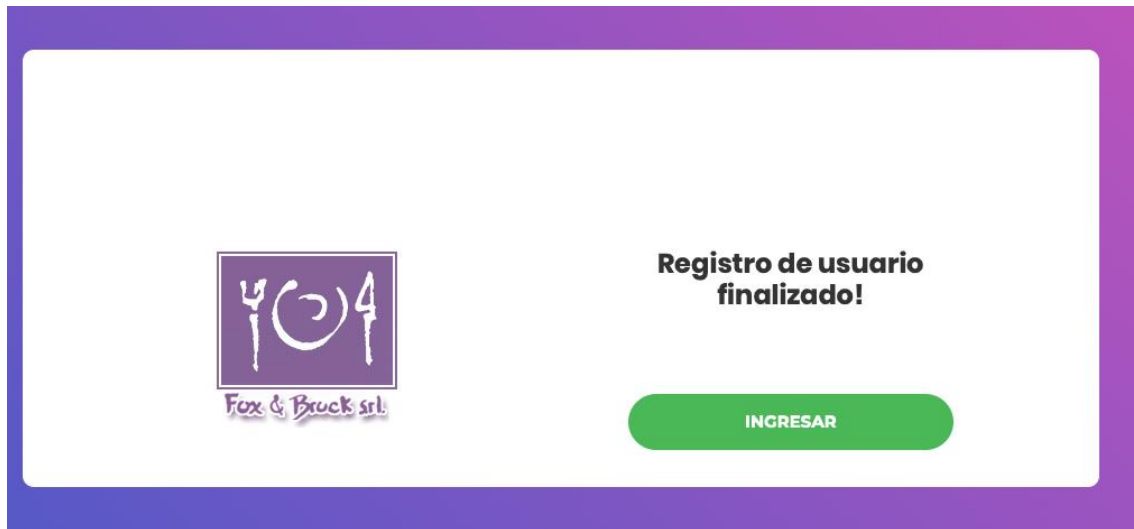 Registro de usuario
finalizado!
Fox & Bruck srl.
INGRESAR